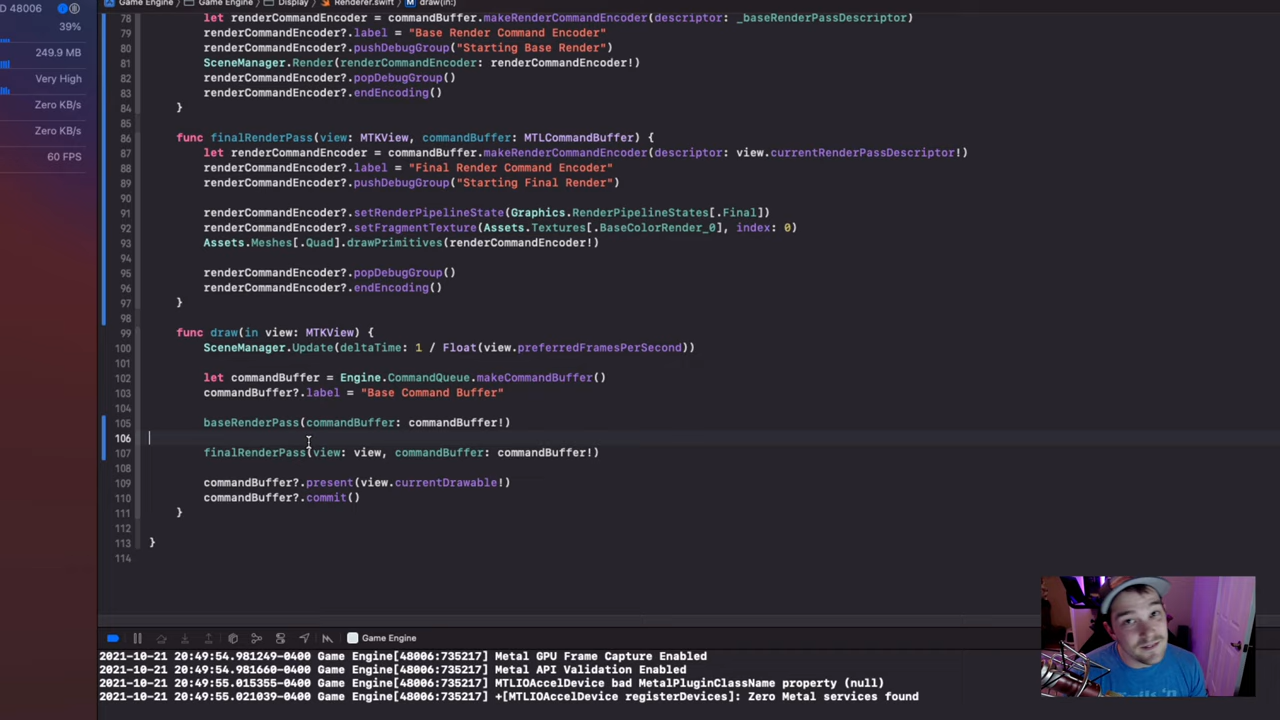 Game Engine > Game Engine > Display > Renderer.swift > M draw(in:)
D 48006
39%
249.9 MB
Very High
Zero KB/s
Zero KB/s
60 FPS
78 let renderCommandEncoder = commandBuffer.makeRenderCommandEncoder(descriptor: _baseRenderPassDescriptor)
79 renderCommandEncoder?.label = "Base Render Command Encoder"
80 renderCommandEncoder?.pushDebugGroup("Starting Base Render")
81 SceneManager.Render(renderCommandEncoder: renderCommandEncoder!)
82 renderCommandEncoder?.popDebugGroup()
83 renderCommandEncoder?.endEncoding()
84 }
85
86 func finalRenderPass(view: MTKView, commandBuffer: MTLCommandBuffer) {
87 let renderCommandEncoder = commandBuffer.makeRenderCommandEncoder(descriptor: view.currentRenderPassDescriptor!)
88 renderCommandEncoder?.label = "Final Render Command Encoder"
89 renderCommandEncoder?.pushDebugGroup("Starting Final Render")
90
91 renderCommandEncoder?.setRenderPipelineState(Graphics.RenderPipelineStates[.Final])
92 renderCommandEncoder?.setFragmentTexture(Assets.Textures[.BaseColorRender_0], index: 0)
93 Assets.Meshes[.Quad].drawPrimitives(renderCommandEncoder!)
94
95 renderCommandEncoder?.popDebugGroup()
96 renderCommandEncoder?.endEncoding()
97 }
98
99 func draw(in view: MTKView) {
100 SceneManager.Update(deltaTime: 1 / Float(view.preferredFramesPerSecond))
101
102 let commandBuffer = Engine.CommandQueue.makeCommandBuffer()
103 commandBuffer?.label = "Base Command Buffer"
104
105 baseRenderPass(commandBuffer: commandBuffer!)
106
107 finalRenderPass(view: view, commandBuffer: commandBuffer!)
108
109 commandBuffer?.present(view.currentDrawable!)
110 commandBuffer?.commit()
111 }
112
113 }
114
Game Engine
2021-10-21 20:49:54.981249-0400 Game Engine[48006:735217] Metal GPU Frame Capture Enabled
2021-10-21 20:49:54.981660-0400 Game Engine[48006:735217] Metal API Validation Enabled
2021-10-21 20:49:55.015355-0400 Game Engine[48006:735217] MTLIOAccelDevice bad MetalPluginClassName property (null)
2021-10-21 20:49:55.021039-0400 Game Engine[48006:735217] +[MTLIOAccelDevice registerDevices]: Zero Metal services found